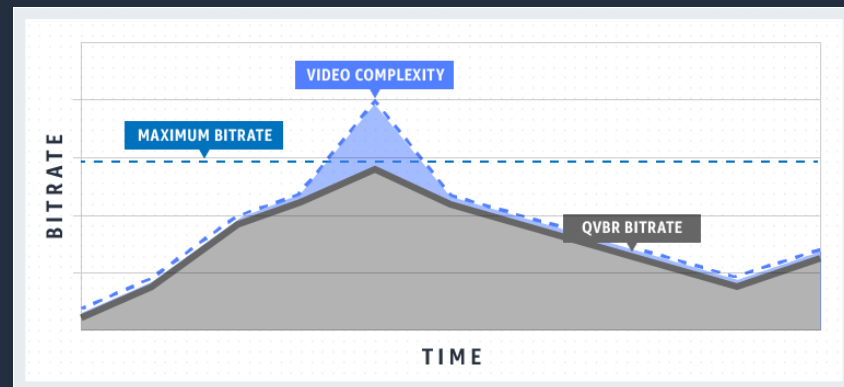 VIDEO COMPLEXITY
MAXIMUM BITRATE
BITRATE
QVBR BITRATE
TIME